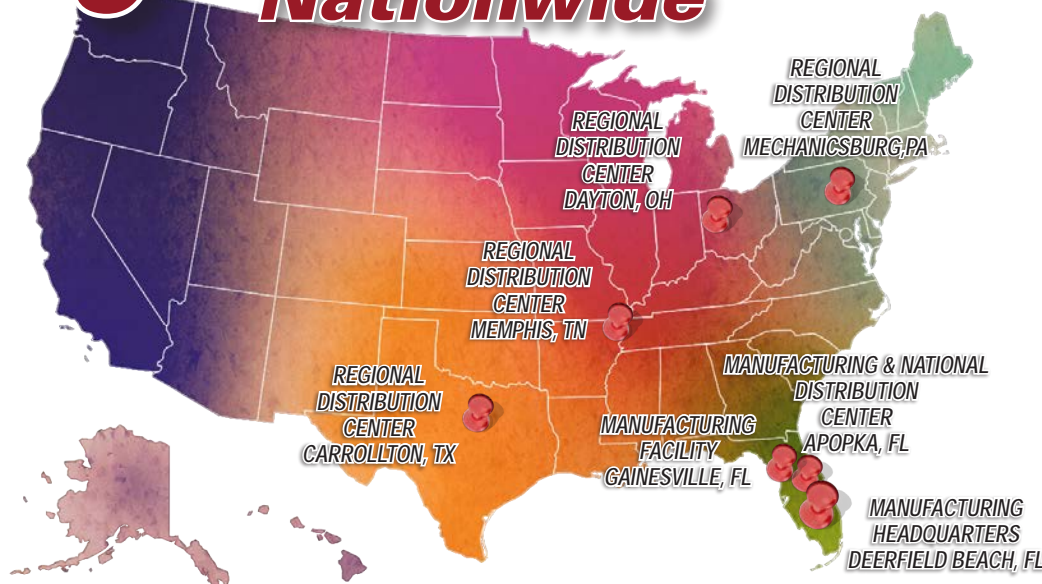 Nationwide
REGIONAL
DISTRIBUTION
CENTER
MECHANICSBURG,PA
REGIONAL
DISTRIBUTION
CENTER
DAYTON, OH
REGIONAL
DISTRIBUTION
CENTER
MEMPHIS, TN
REGIONAL
DISTRIBUTION
CENTER
CARROLLTON, TX
MANUFACTURING & NATIONAL
DISTRIBUTION
CENTER
APOPKA, FL
MANUFACTURING
FACILITY
GAINESVILLE, FL
MANUFACTURING
HEADQUARTERS
DEERFIELD BEACH, FL